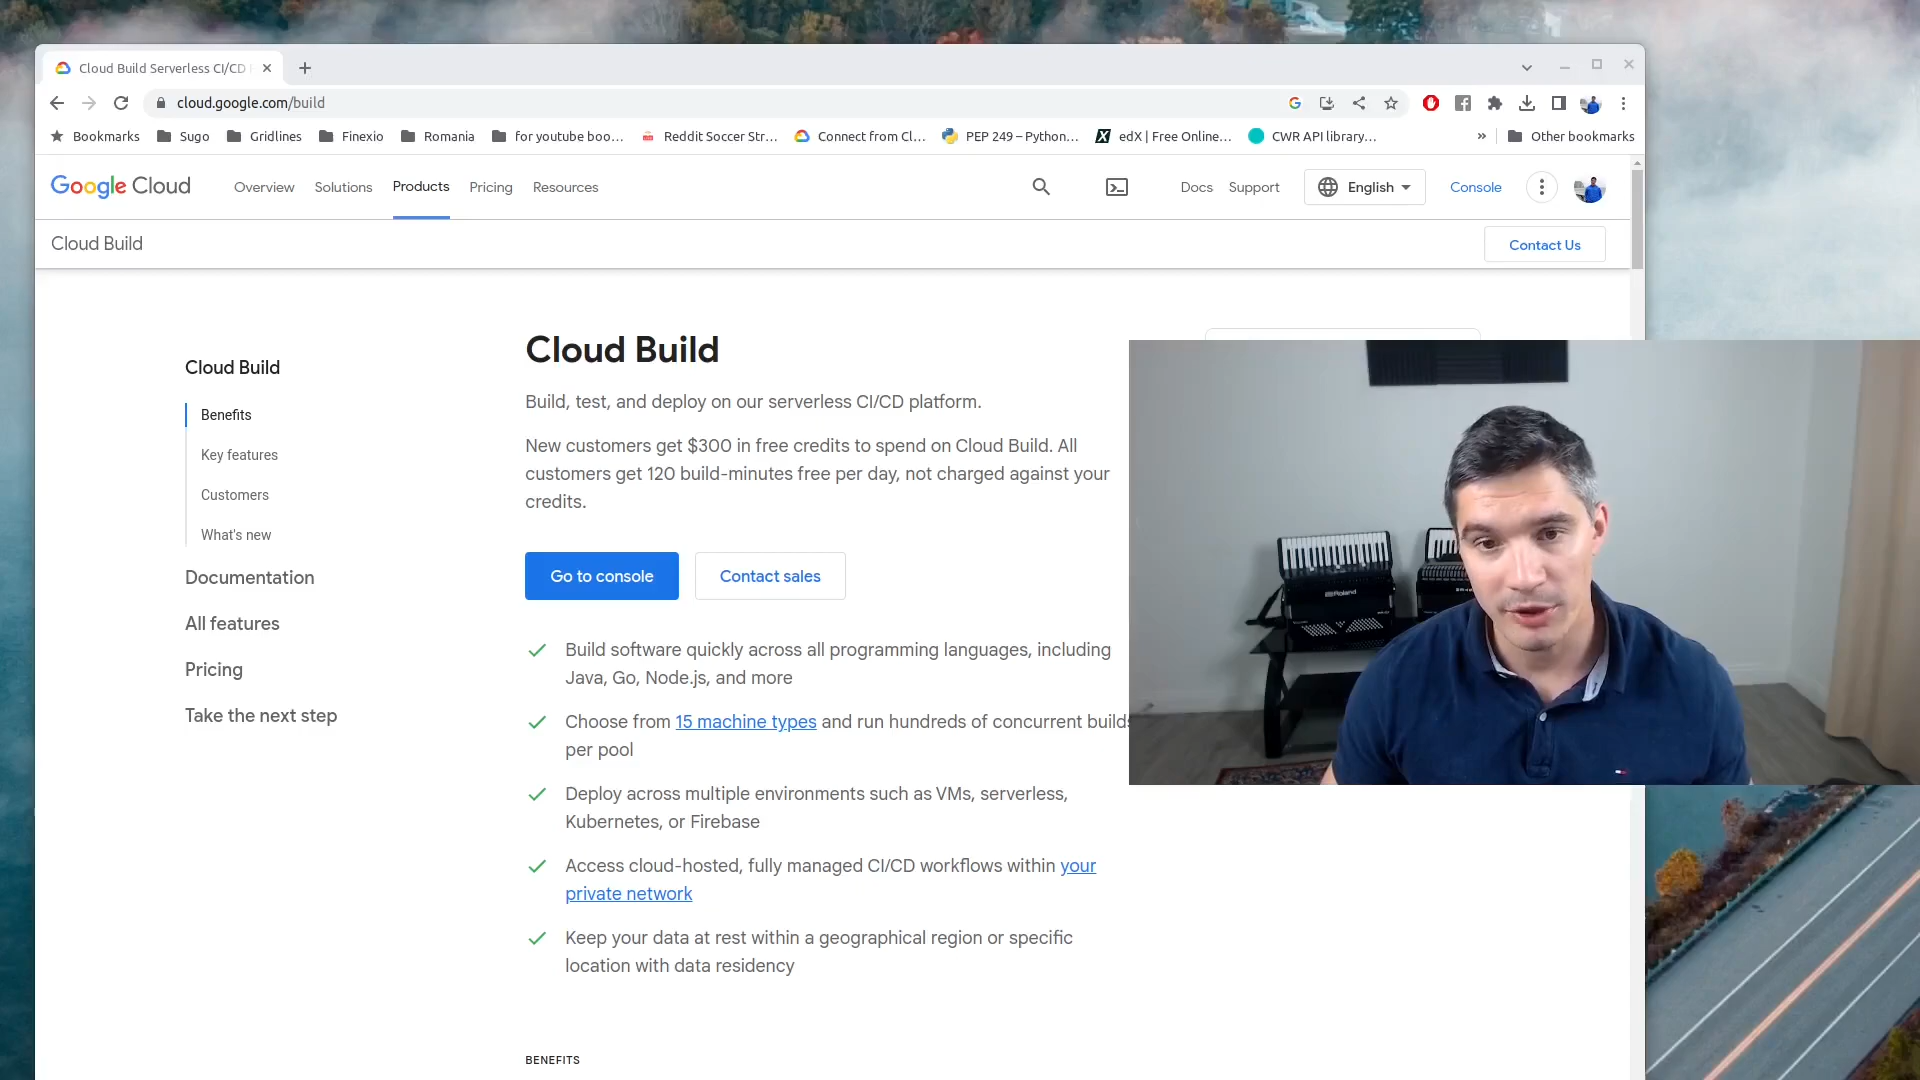 Cloud Build Serverless CI/CD
cloud.google.com/build
Bookmarks Sugo Gridlines Finexio Romania for youtube boo... Reddit Soccer Str... Connect from Cl... PEP 249 – Python... edX | Free Online... CWR API library... » Other bookmarks
Google Cloud Overview Solutions Products Pricing Resources Docs Support English Console
Cloud Build Contact Us
Cloud Build
Benefits
Key features
Customers
What's new
Documentation
All features
Pricing
Take the next step
Cloud Build
Build, test, and deploy on our serverless CI/CD platform.
New customers get $300 in free credits to spend on Cloud Build. All
customers get 120 build-minutes free per day, not charged against your
credits.
Go to console Contact sales
Build software quickly across all programming languages, including
Java, Go, Node.js, and more
Choose from 15 machine types and run hundreds of concurrent builds
per pool
Deploy across multiple environments such as VMs, serverless,
Kubernetes, or Firebase
Access cloud-hosted, fully managed CI/CD workflows within your
private network
Keep your data at rest within a geographical region or specific
location with data residency
BENEFITS
Roland